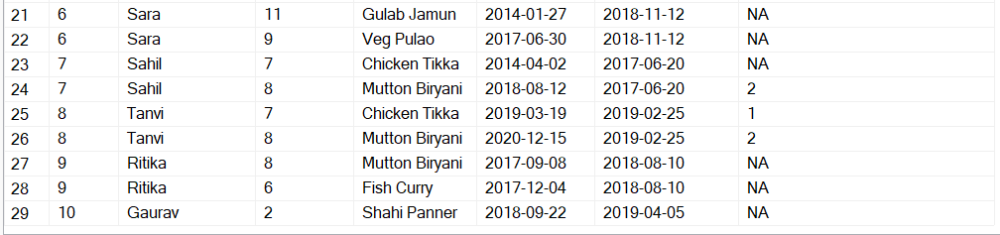 21 6 Sara 11 Gulab Jamun 2014-01-27 2018-11-12 NA
22 6 Sara 9 Veg Pulao 2017-06-30 2018-11-12 NA
23 7 Sahil 7 Chicken Tikka 2014-04-02 2017-06-20 NA
24 7 Sahil 8 Mutton Biryani 2018-08-12 2017-06-20 2
25 8 Tanvi 7 Chicken Tikka 2019-03-19 2019-02-25 1
26 8 Tanvi 8 Mutton Biryani 2020-12-15 2019-02-25 2
27 9 Ritika 8 Mutton Biryani 2017-09-08 2018-08-10 NA
28 9 Ritika 6 Fish Curry 2017-12-04 2018-08-10 NA
29 10 Gaurav 2 Shahi Panner 2018-09-22 2019-04-05 NA